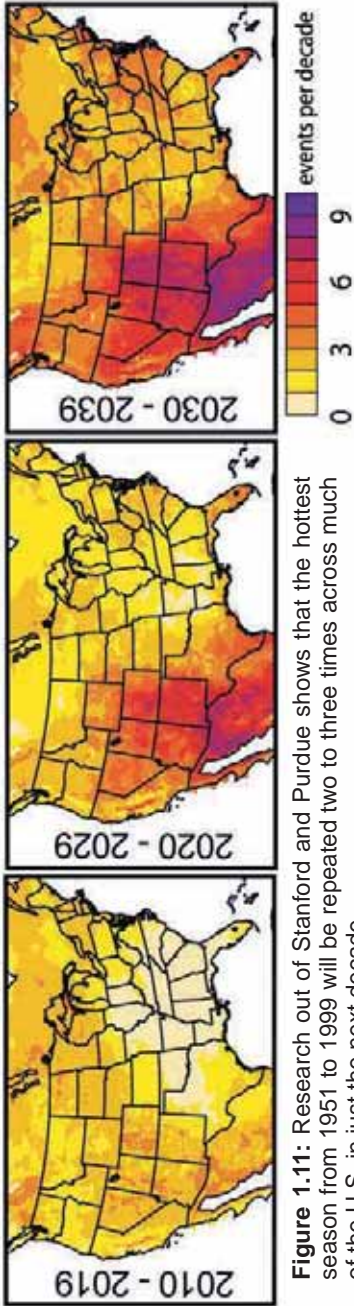 2010 - 2019
2020 - 2029
2030 - 2039
0 3 6 9 events per decade
Figure 1.11: Research out of Stanford and Purdue shows that the hottest
season from 1951 to 1999 will be repeated two to three times across much
of the U.S. in just the next decade